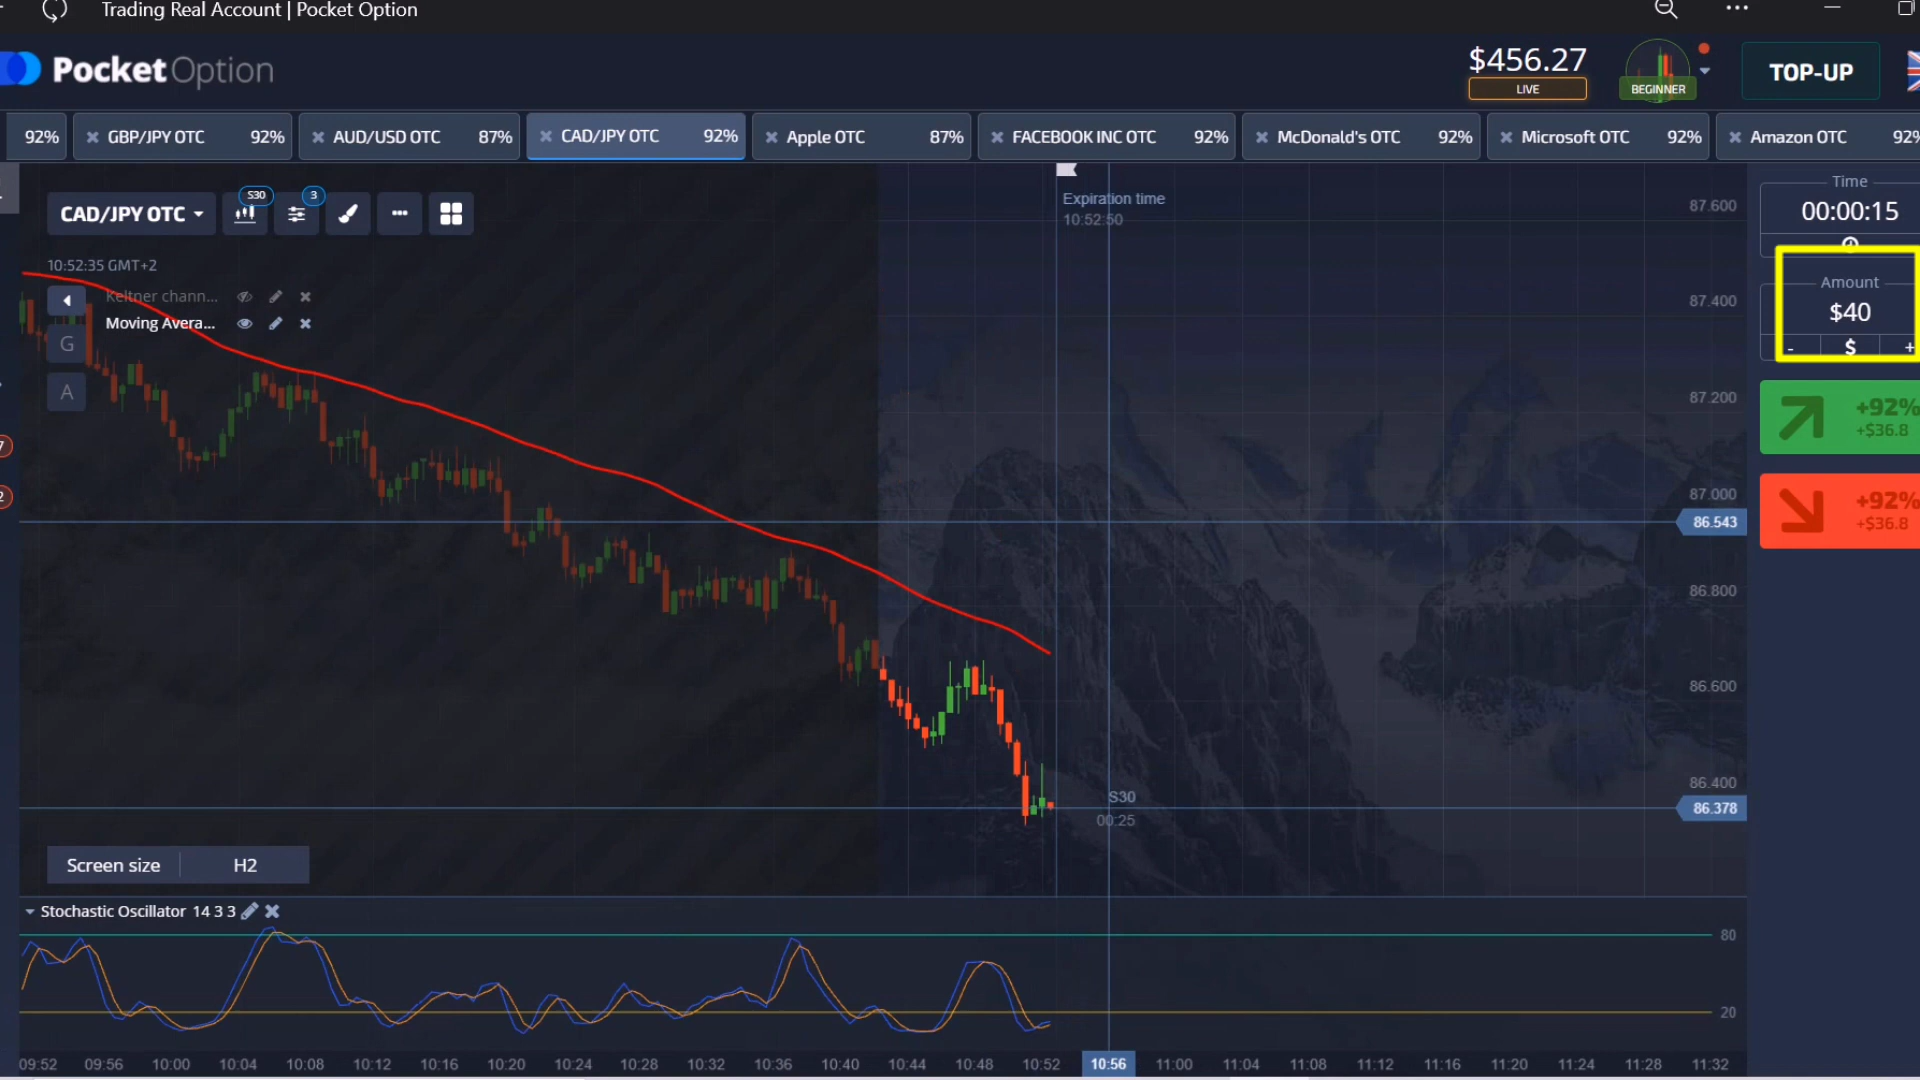 Trading Real Account | Pocket Option
PocketOption
$456.27
LIVE
BEGINNER
TOP-UP
92%
GBP/JPY OTC 92%
AUD/USD OTC 87%
CAD/JPY OTC 92%
Apple OTC 87%
FACEBOOK INC OTC 92%
McDonald's OTC 92%
Microsoft OTC 92%
Amazon OTC
CAD/JPY OTC
S30
3
10:52:35 GMT+2
Keltner chann...
Moving Avera...
G
A
Expiration time
10:52:50
87.600
87.400
87.200
87.000
86.543
86.800
86.600
86.400
86.378
S30
00:25
Time
00:00:15
Amount
$40
- $ +
+92%
+$36.8
+92%
+$36.8
Screen size H2
Stochastic Oscillator 14 3 3
80
20
09:52 09:56 10:00 10:04 10:08 10:12 10:16 10:20 10:24 10:28 10:32 10:36 10:40 10:44 10:48 10:52 10:56 11:00 11:04 11:08 11:12 11:16 11:20 11:24 11:28 11:32